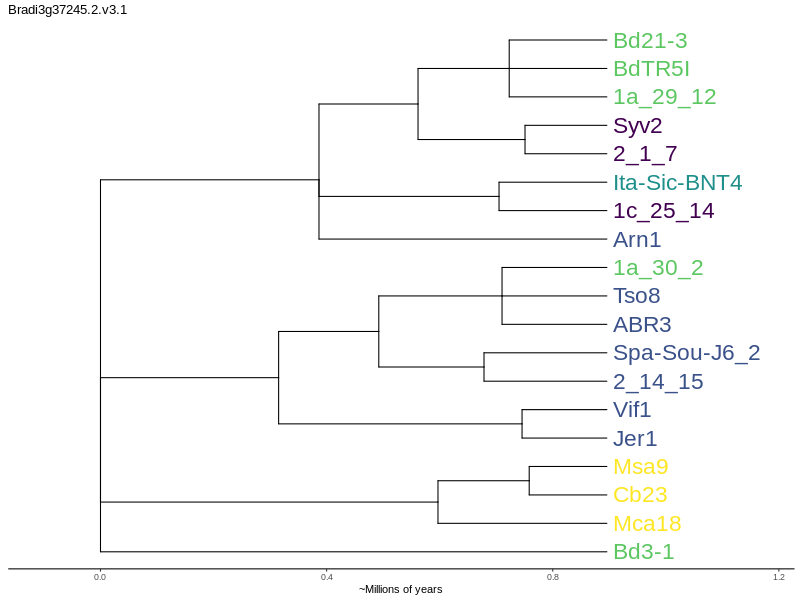 Bradi3g37245.2.v3.1
Bd21-3
BdTR5I
1a_29_12
Syv2
2_1_7
Ita-Sic-BNT4
1c_25_14
Arn1
1a_30_2
Tso8
ABR3
Spa-Sou-J6_2
2_14_15
Vif1
Jer1
Msa9
Cb23
Mca18
Bd3-1
0.0 0.4 0.8 1.2
~Millions of years